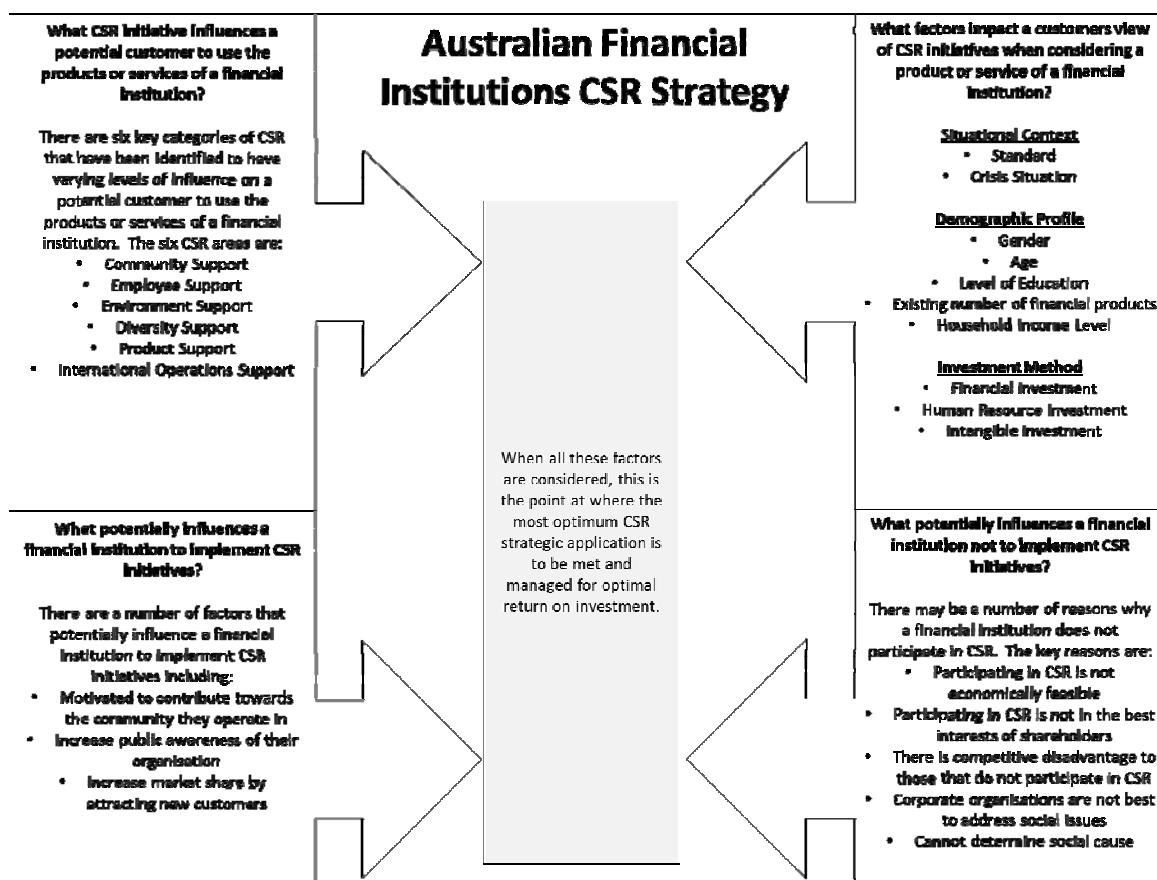 Australian Financial
Institutions CSR Strategy
What CSR Initiative Influences a
potential customer to use the
products or services of a financial
Institution?
There are six key categories of CSR
that have been identified to have
varying levels of influence on a
potential customer to use the
products or services of a financial
institution. The six CSR areas are:
• Community Support
• Employee Support
• Environment Support
• Diversity Support
• Product Support
• International Operations Support
What factors impact a customers view
of CSR initiatives when considering a
product or service of a financial
Institution?
Situational Context
• Standard
• Crisis Situation
Demographic Profile
• Gender
• Age
• Level of Education
• Existing number of financial products
• Household Income Level
Investment Method
• Financial Investment
• Human Resource Investment
• Intangible Investment
When all these factors
are considered, this is
the point at where the
most optimum CSR
strategic application is
to be met and
managed for optimal
return on investment.
What potentially influences a
financial institution to implement CSR
Initiatives?
There are a number of factors that
potentially influence a financial
Institution to implement CSR
Initiatives including:
• Motivated to contribute towards
the community they operate in
• Increase public awareness of their
organisation
• Increase market share by
attracting new customers
What potentially influences a financial
institution not to implement CSR
Initiatives?
There may be a number of reasons why
a financial institution does not
participate in CSR. The key reasons are:
• Participating in CSR is not
economically feasible
• Participating in CSR is not in the best
interests of shareholders
• There is competitive disadvantage to
those that do not participate in CSR
• Corporate organisations are not best
to address social issues
• Cannot determine social cause